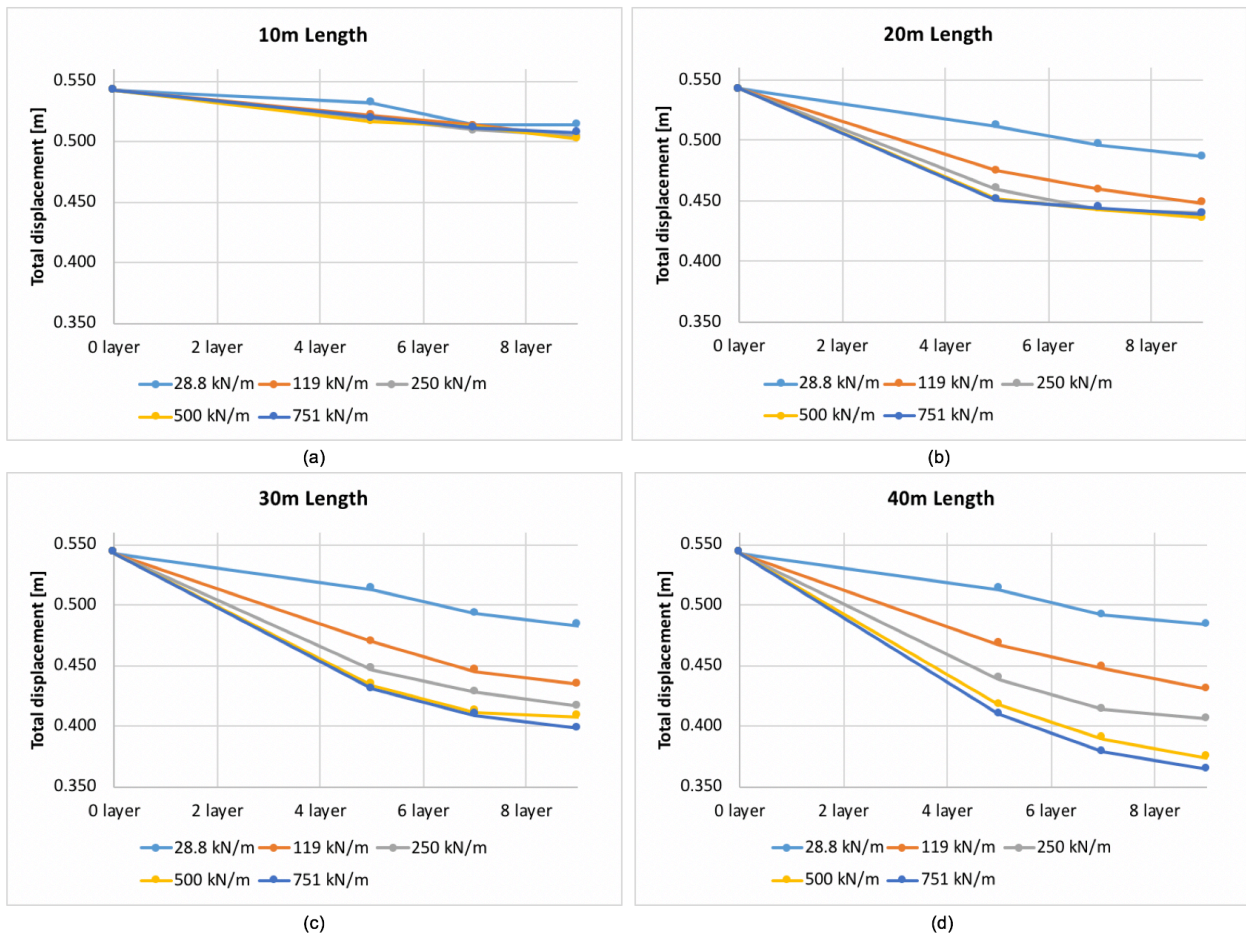 10m Length
Total displacement [m]
0.550
0.500
0.450
0.400
0.350
0 layer 2 layer 4 layer 6 layer 8 layer
28.8 kN/m 119 kN/m 250 kN/m
500 kN/m 751 kN/m
(a)
20m Length
Total displacement [m]
0.550
0.500
0.450
0.400
0.350
0 layer 2 layer 4 layer 6 layer 8 layer
28.8 kN/m 119 kN/m 250 kN/m
500 kN/m 751 kN/m
(b)
30m Length
Total displacement [m]
0.550
0.500
0.450
0.400
0.350
0 layer 2 layer 4 layer 6 layer 8 layer
28.8 kN/m 119 kN/m 250 kN/m
500 kN/m 751 kN/m
(c)
40m Length
Total displacement [m]
0.550
0.500
0.450
0.400
0.350
0 layer 2 layer 4 layer 6 layer 8 layer
28.8 kN/m 119 kN/m 250 kN/m
500 kN/m 751 kN/m
(d)